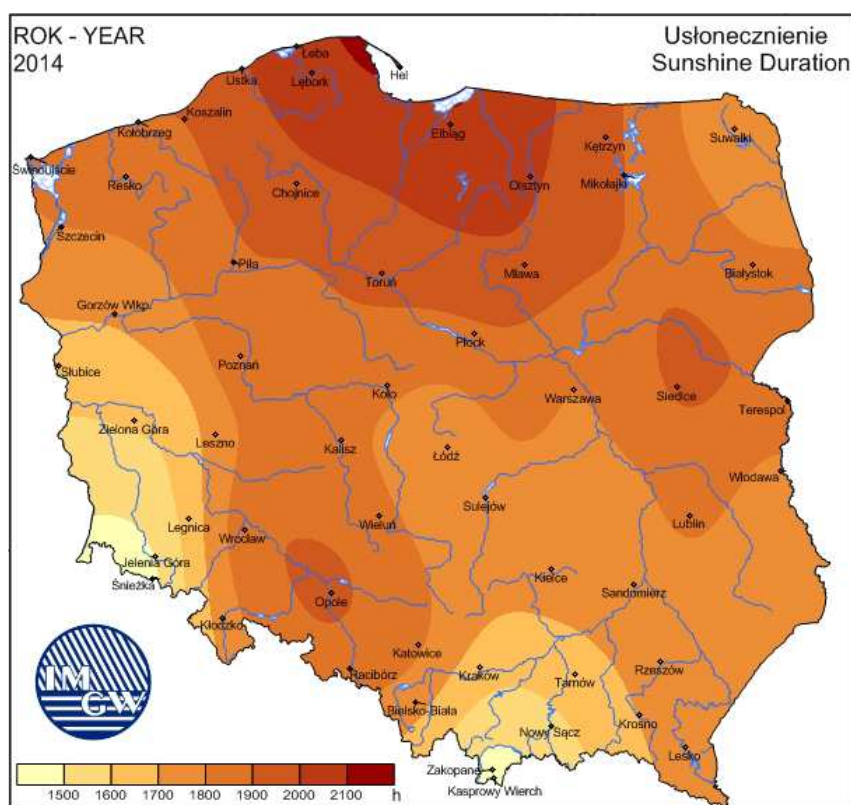 ROK - YEAR
2014
Usłonecznienie
Sunshine Duration
Łeba
Hel
Ustka
Lębork
Koszalin
Kołobrzeg
Elbląg
Suwałki
Kętrzyn
Świnoujście
Resko
Chojnice
Olsztyn
Mikołajki
Szczecin
Piła
Toruń
Mława
Białystok
Gorzów Wlkp.
Płock
Poznań
Słubice
Koło
Warszawa
Siedlce
Terespol
Zielona Góra
Leszno
Kalisz
Łódź
Włodawa
Sulejów
Legnica
Wrocław
Wieluń
Lublin
Jelenia Góra
Śnieżka
Opole
Kielce
Sandomierz
Kłodzko
Katowice
Kraków
Tarnów
Rzeszów
Racibórz
Bielsko-Biała
Nowy Sącz
Krosno
Lesko
Zakopane
Kasprowy Wierch
IM
GW
1500 1600 1700 1800 1900 2000 2100 h